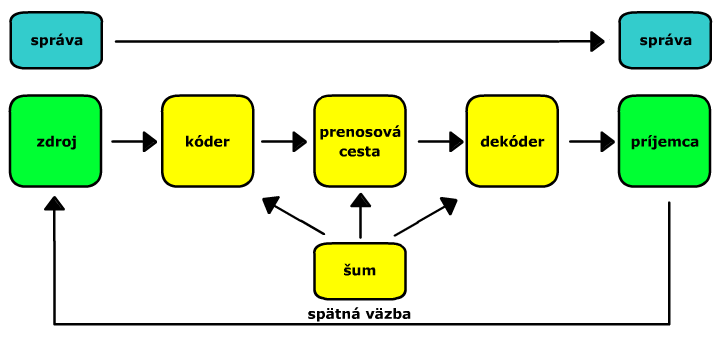 správa
správa
zdroj
kóder
prenosová
cesta
dekóder
príjemca
šum
spätná väzba